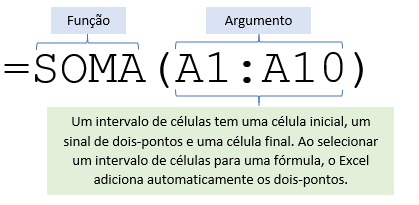 Função Argumento
=SOMA(A1:A10)
Um intervalo de células tem uma célula inicial, um
sinal de dois-pontos e uma célula final. Ao selecionar
um intervalo de células para uma fórmula, o Excel
adiciona automaticamente os dois-pontos.